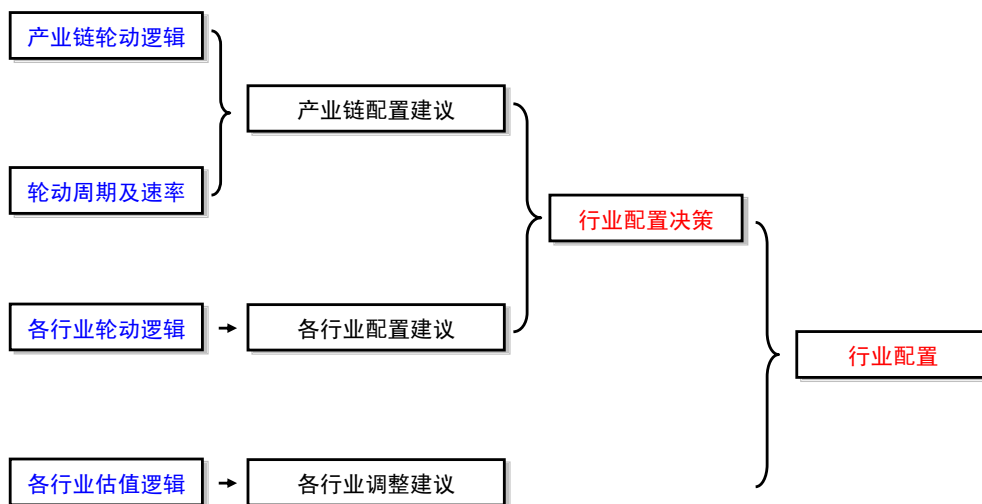 产业链轮动逻辑
产业链配置建议
轮动周期及速率
行业配置决策
各行业轮动逻辑
各行业配置建议
行业配置
各行业估值逻辑
各行业调整建议